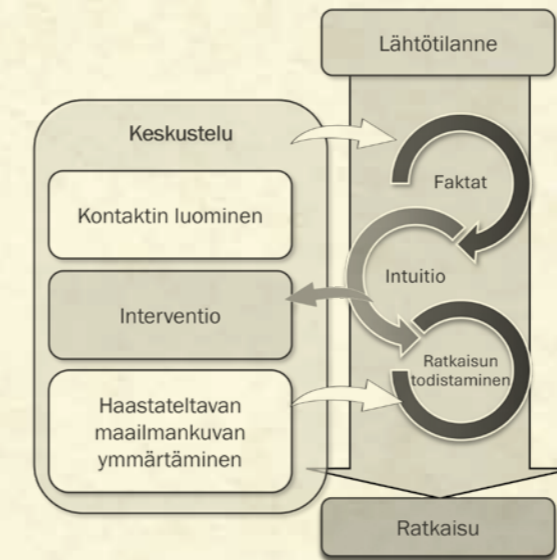 Lähtötilanne
Keskustelu
Kontaktin luominen
Interventio
Haastateltavan
maailmankuvan
ymmärtäminen
Faktat
Intuitio
Ratkaisun
todistaminen
Ratkaisu